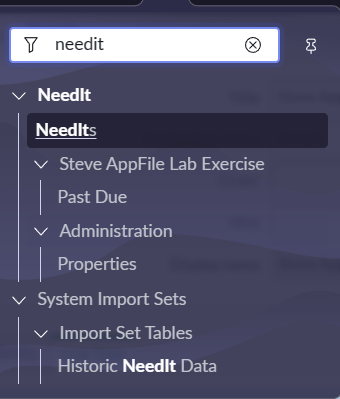 needit
NeedIt
NeedIts
Steve AppFile Lab Exercise
Past Due
Administration
Properties
System Import Sets
Import Set Tables
Historic NeedIt Data